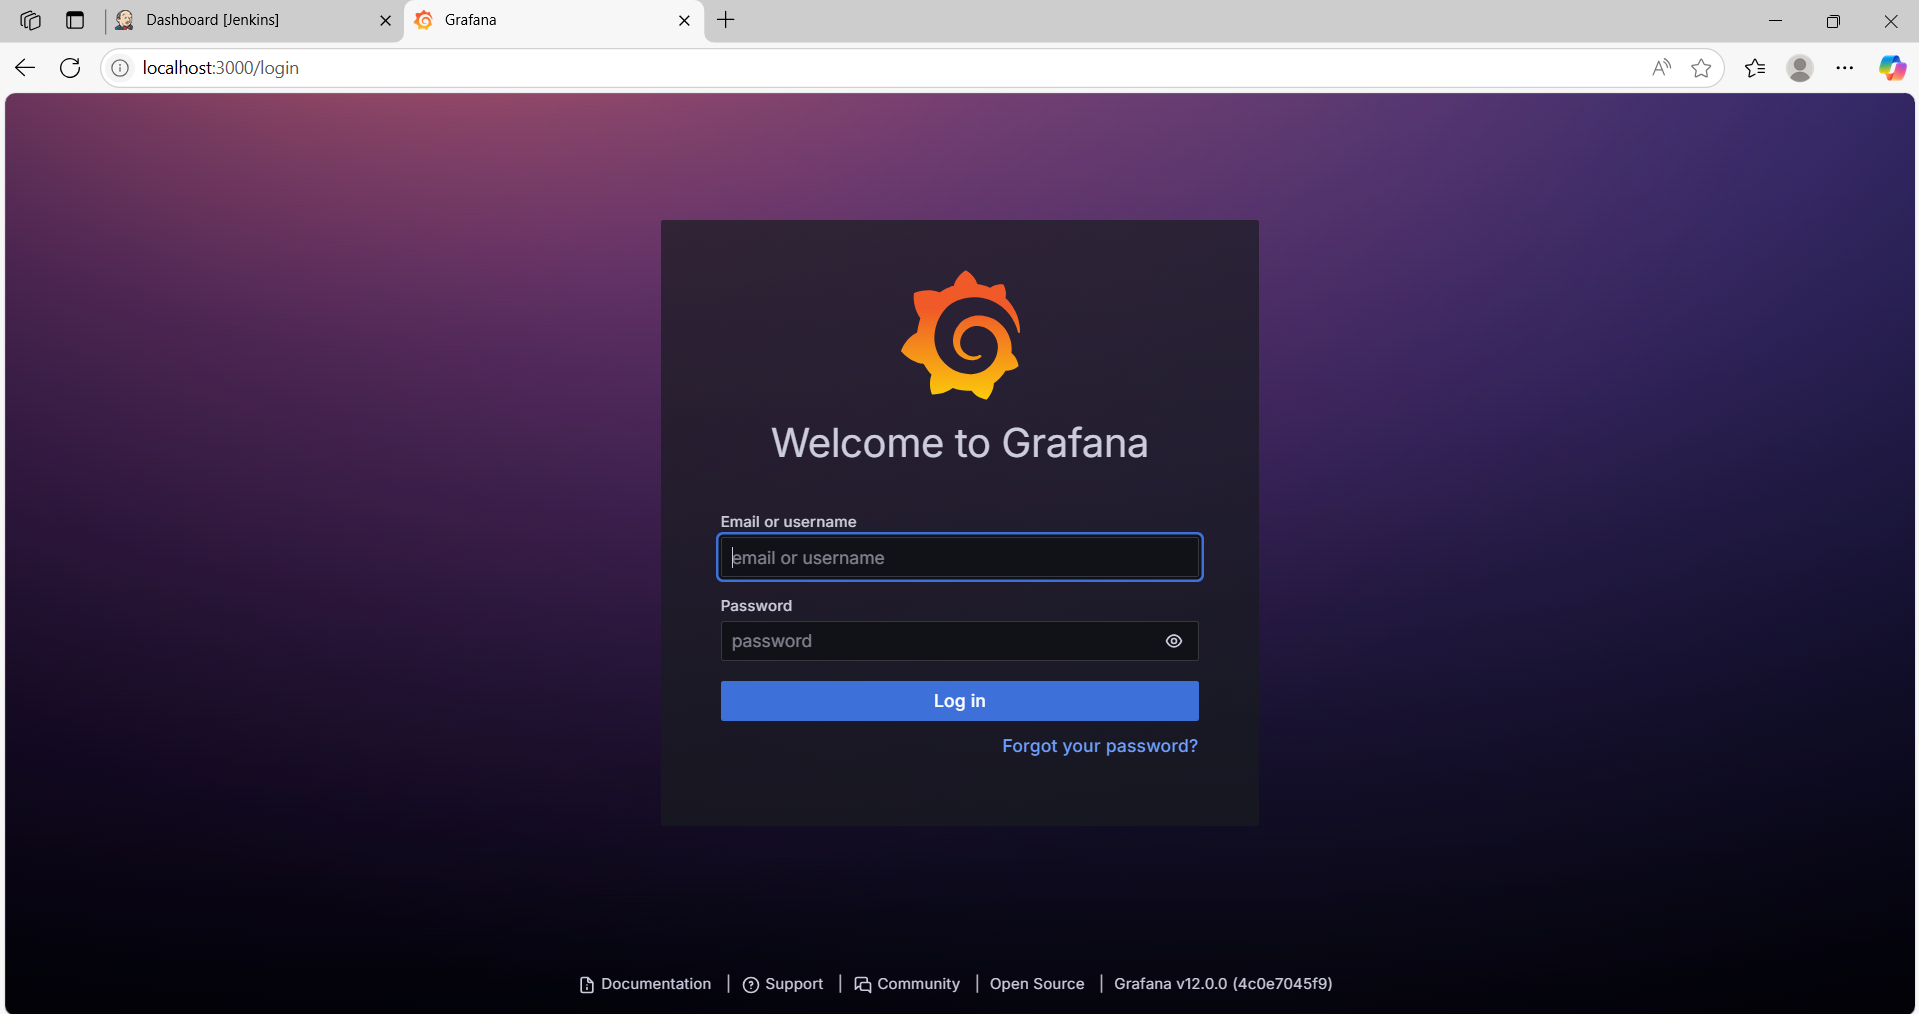 Dashboard [Jenkins]
Grafana
localhost:3000/login
Welcome to Grafana
Email or username
email or username
Password
password
Log in
Forgot your password?
Documentation | Support | Community | Open Source | Grafana v12.0.0 (4c0e7045f9)